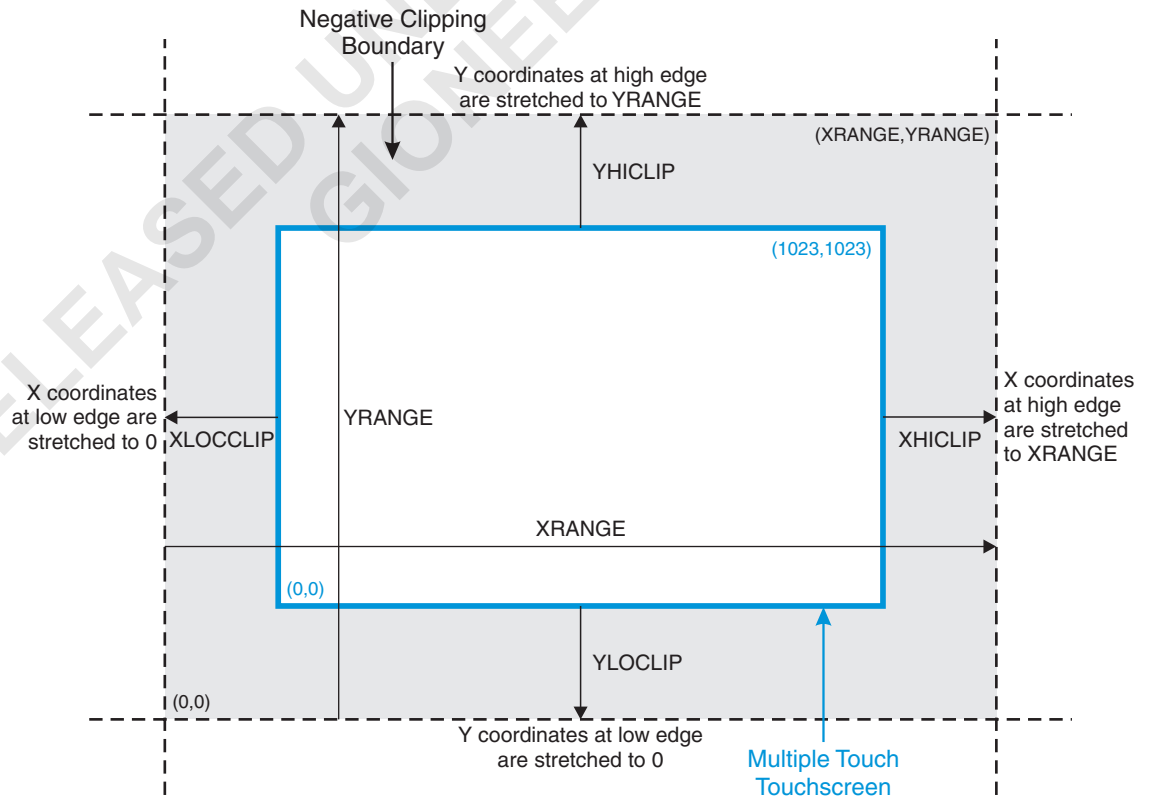 Negative Clipping
Boundary
Y coordinates at high edge
are stretched to YRANGE
(XRANGE,YRANGE)
YHICLIP
(1023,1023)
X coordinates
at low edge are
stretched to 0
XLOCCLIP
YRANGE
XHICLIP
X coordinates
at high edge
are stretched
to XRANGE
XRANGE
(0,0)
YLOCLIP
(0,0)
Y coordinates at low edge
are stretched to 0
Multiple Touch
Touchscreen
GIONEE